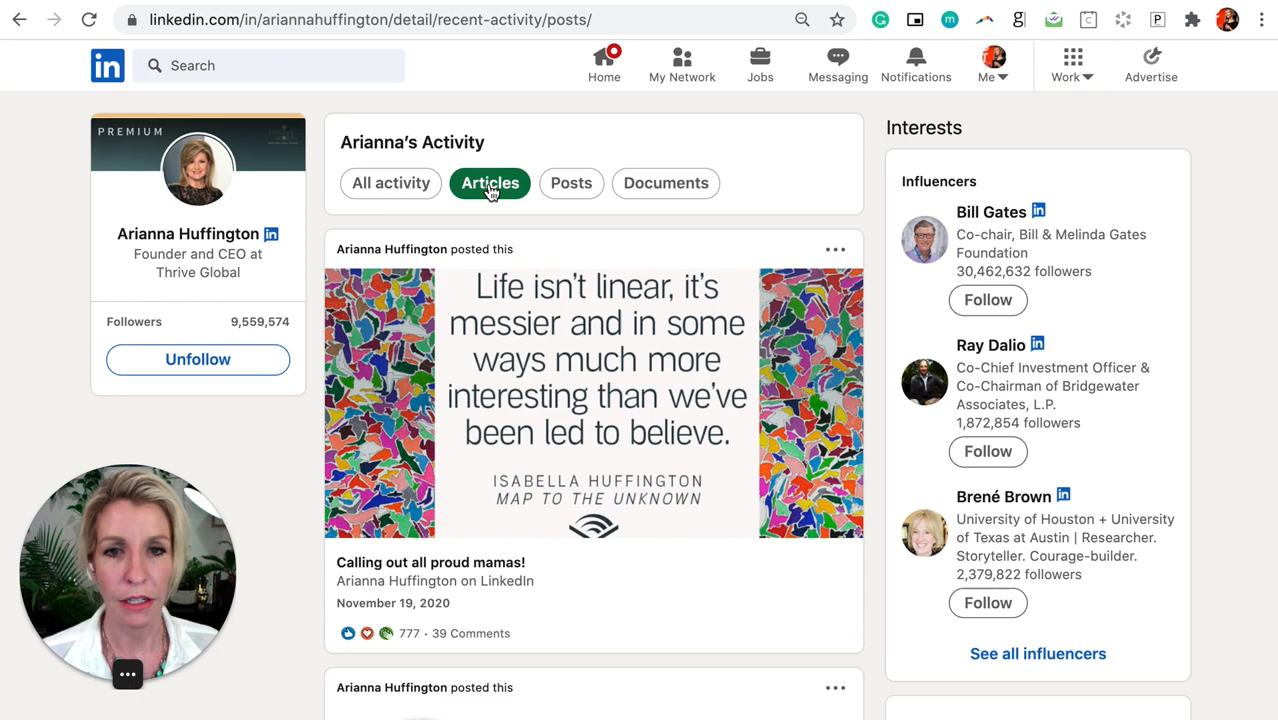 linkedin.com/in/ariannahuffington/detail/recent-activity/posts/
in
Search
Home
My Network
Jobs
Messaging
Notifications
Me
Work
Advertise
PREMIUM
Arianna Huffington in
Founder and CEO at
Thrive Global
Followers 9,559,574
Unfollow
Arianna's Activity
All activity
Articles
Posts
Documents
Arianna Huffington posted this
Life isn't linear, it's
messier and in some
ways much more
interesting than we've
been led to believe.
ISABELLA HUFFINGTON
MAP TO THE UNKNOWN
Calling out all proud mamas!
Arianna Huffington on LinkedIn
November 19, 2020
777 · 39 Comments
Arianna Huffington posted this
Interests
Influencers
Bill Gates in
Co-chair, Bill & Melinda Gates
Foundation
30,462,632 followers
Follow
Ray Dalio in
Co-Chief Investment Officer &
Co-Chairman of Bridgewater
Associates, L.P.
1,872,854 followers
Follow
Brené Brown in
University of Houston + University
of Texas at Austin | Researcher.
Storyteller. Courage-builder.
2,379,822 followers
Follow
See all influencers